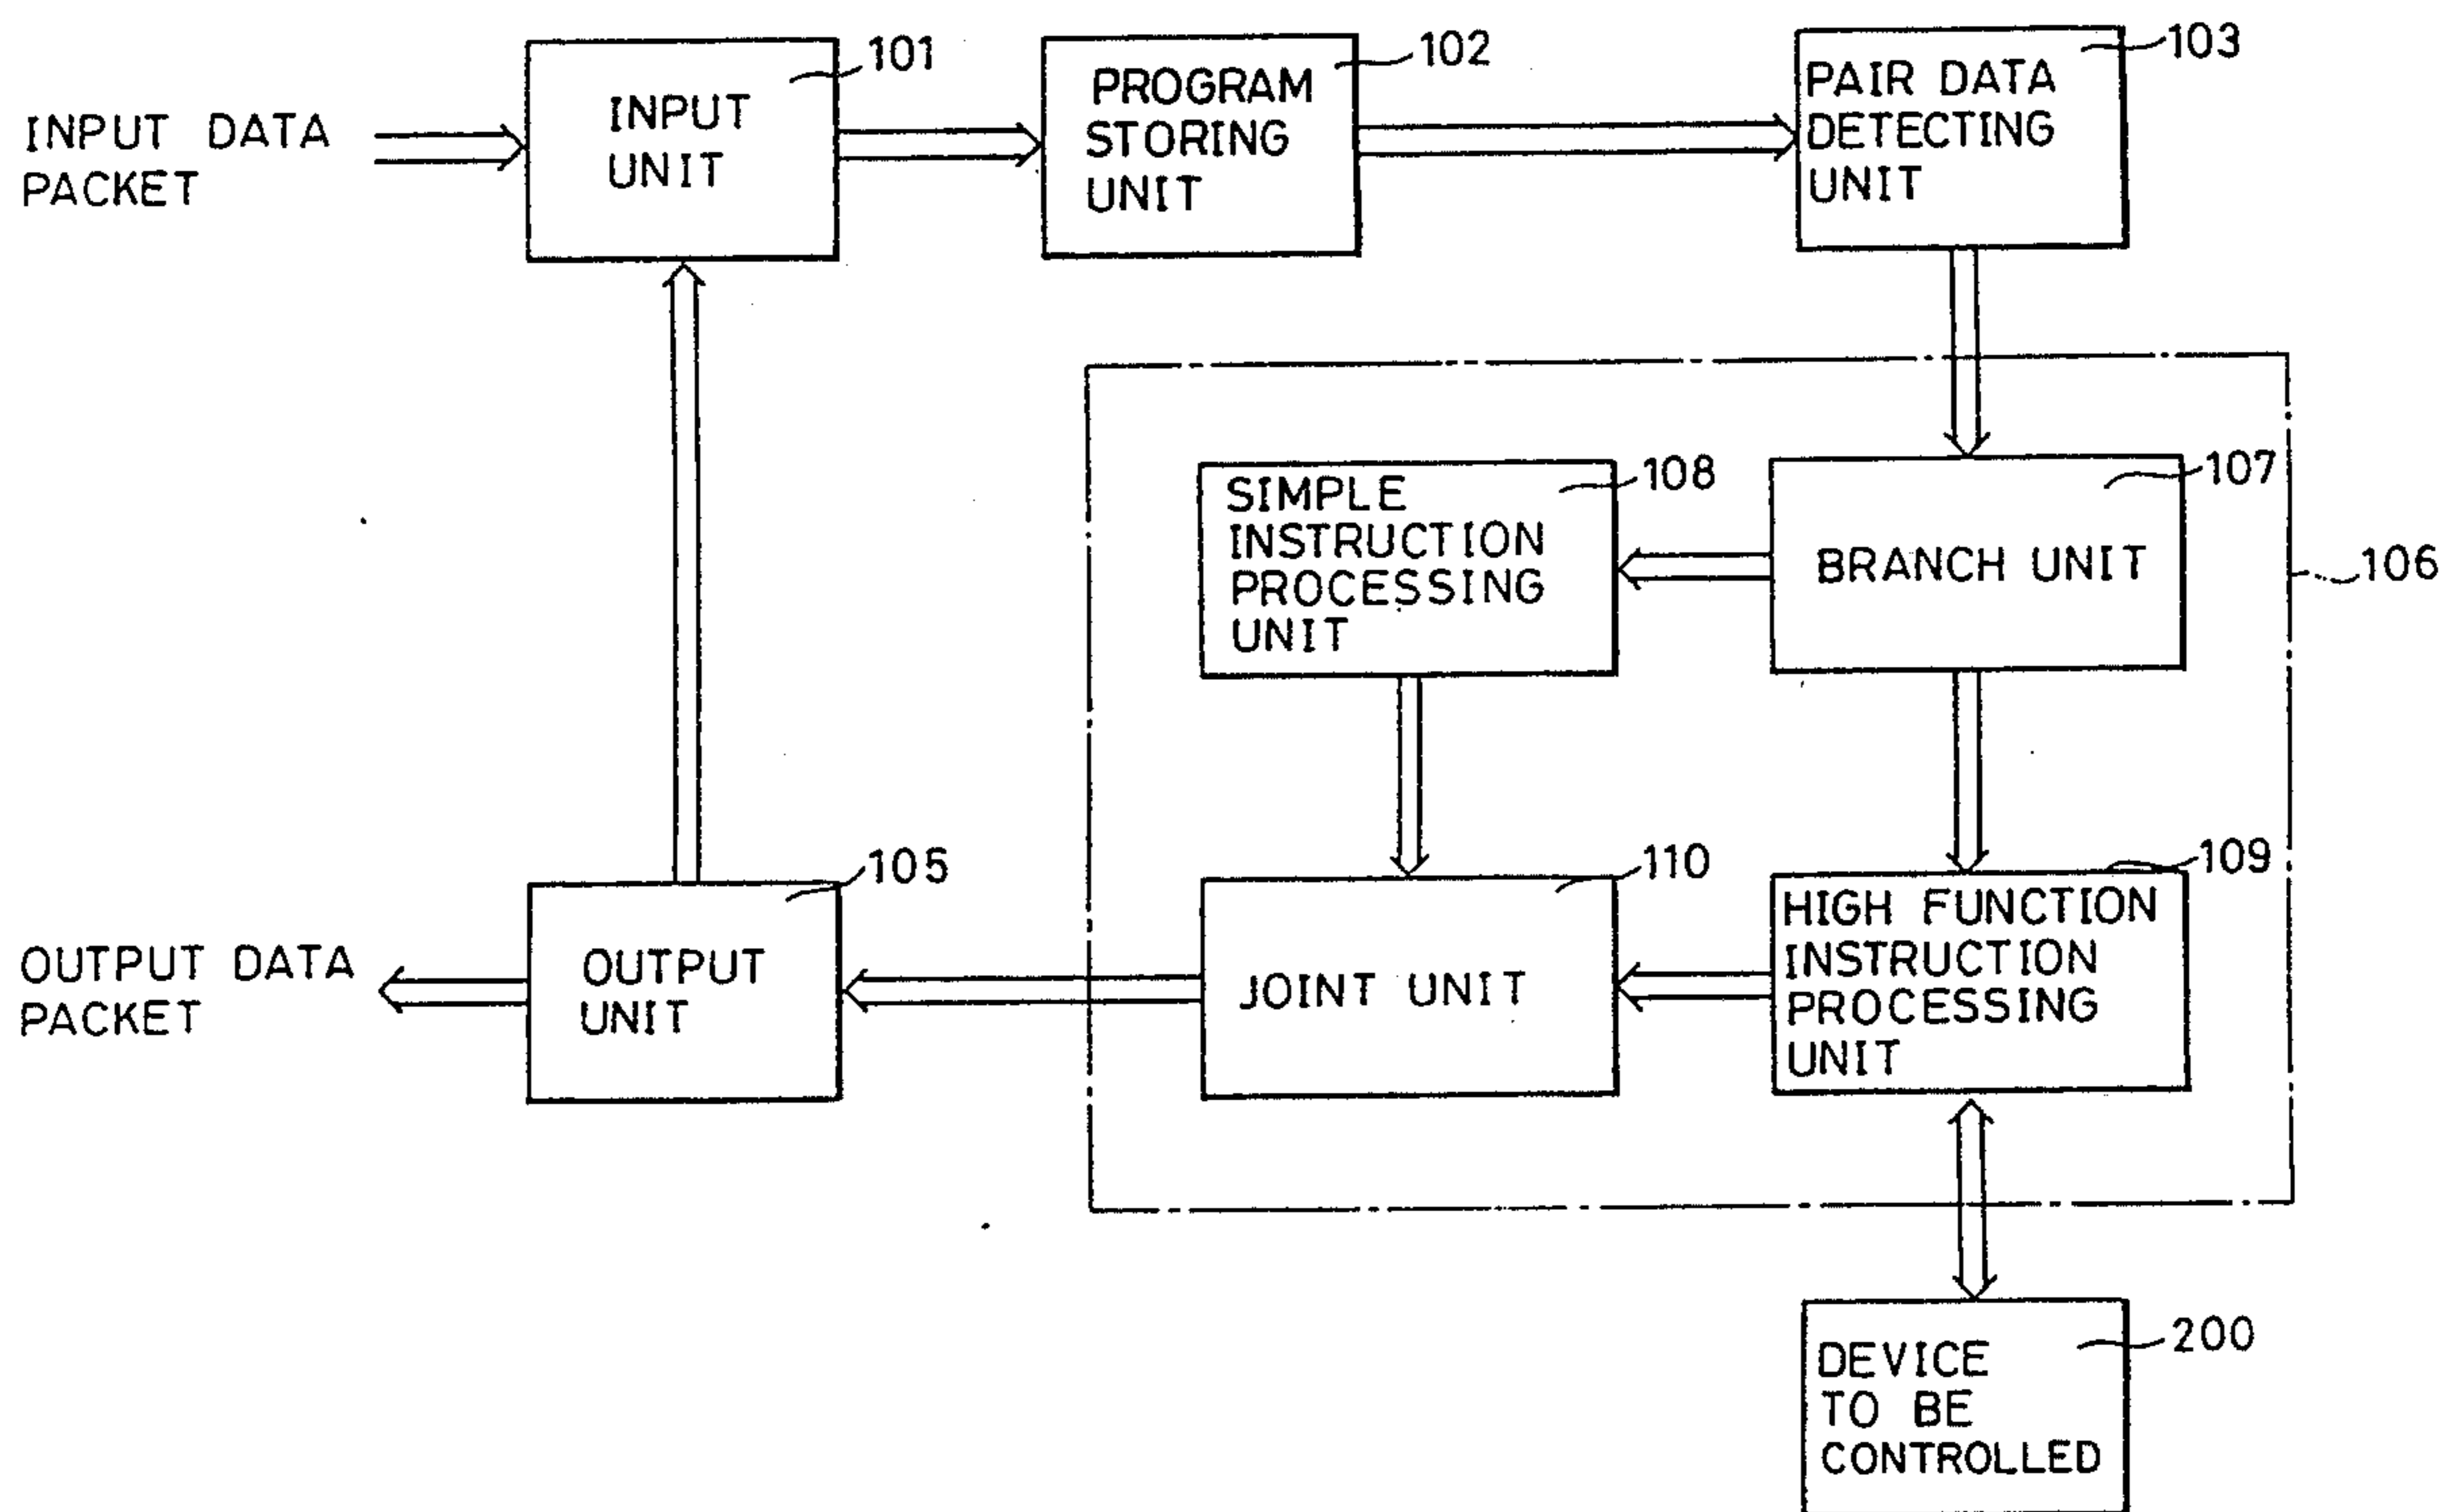 101
102
103
INPUT DATA
PACKET
INPUT
UNIT
PROGRAM
STORING
UNIT
PAIR DATA
DETECTING
UNIT
108
107
SIMPLE
INSTRUCTION
PROCESSING
UNIT
BRANCH UNIT
106
105
110
109
OUTPUT DATA
PACKET
OUTPUT
UNIT
JOINT UNIT
HIGH FUNCTION
INSTRUCTION
PROCESSING
UNIT
200
DEVICE
TO BE
CONTROLLED